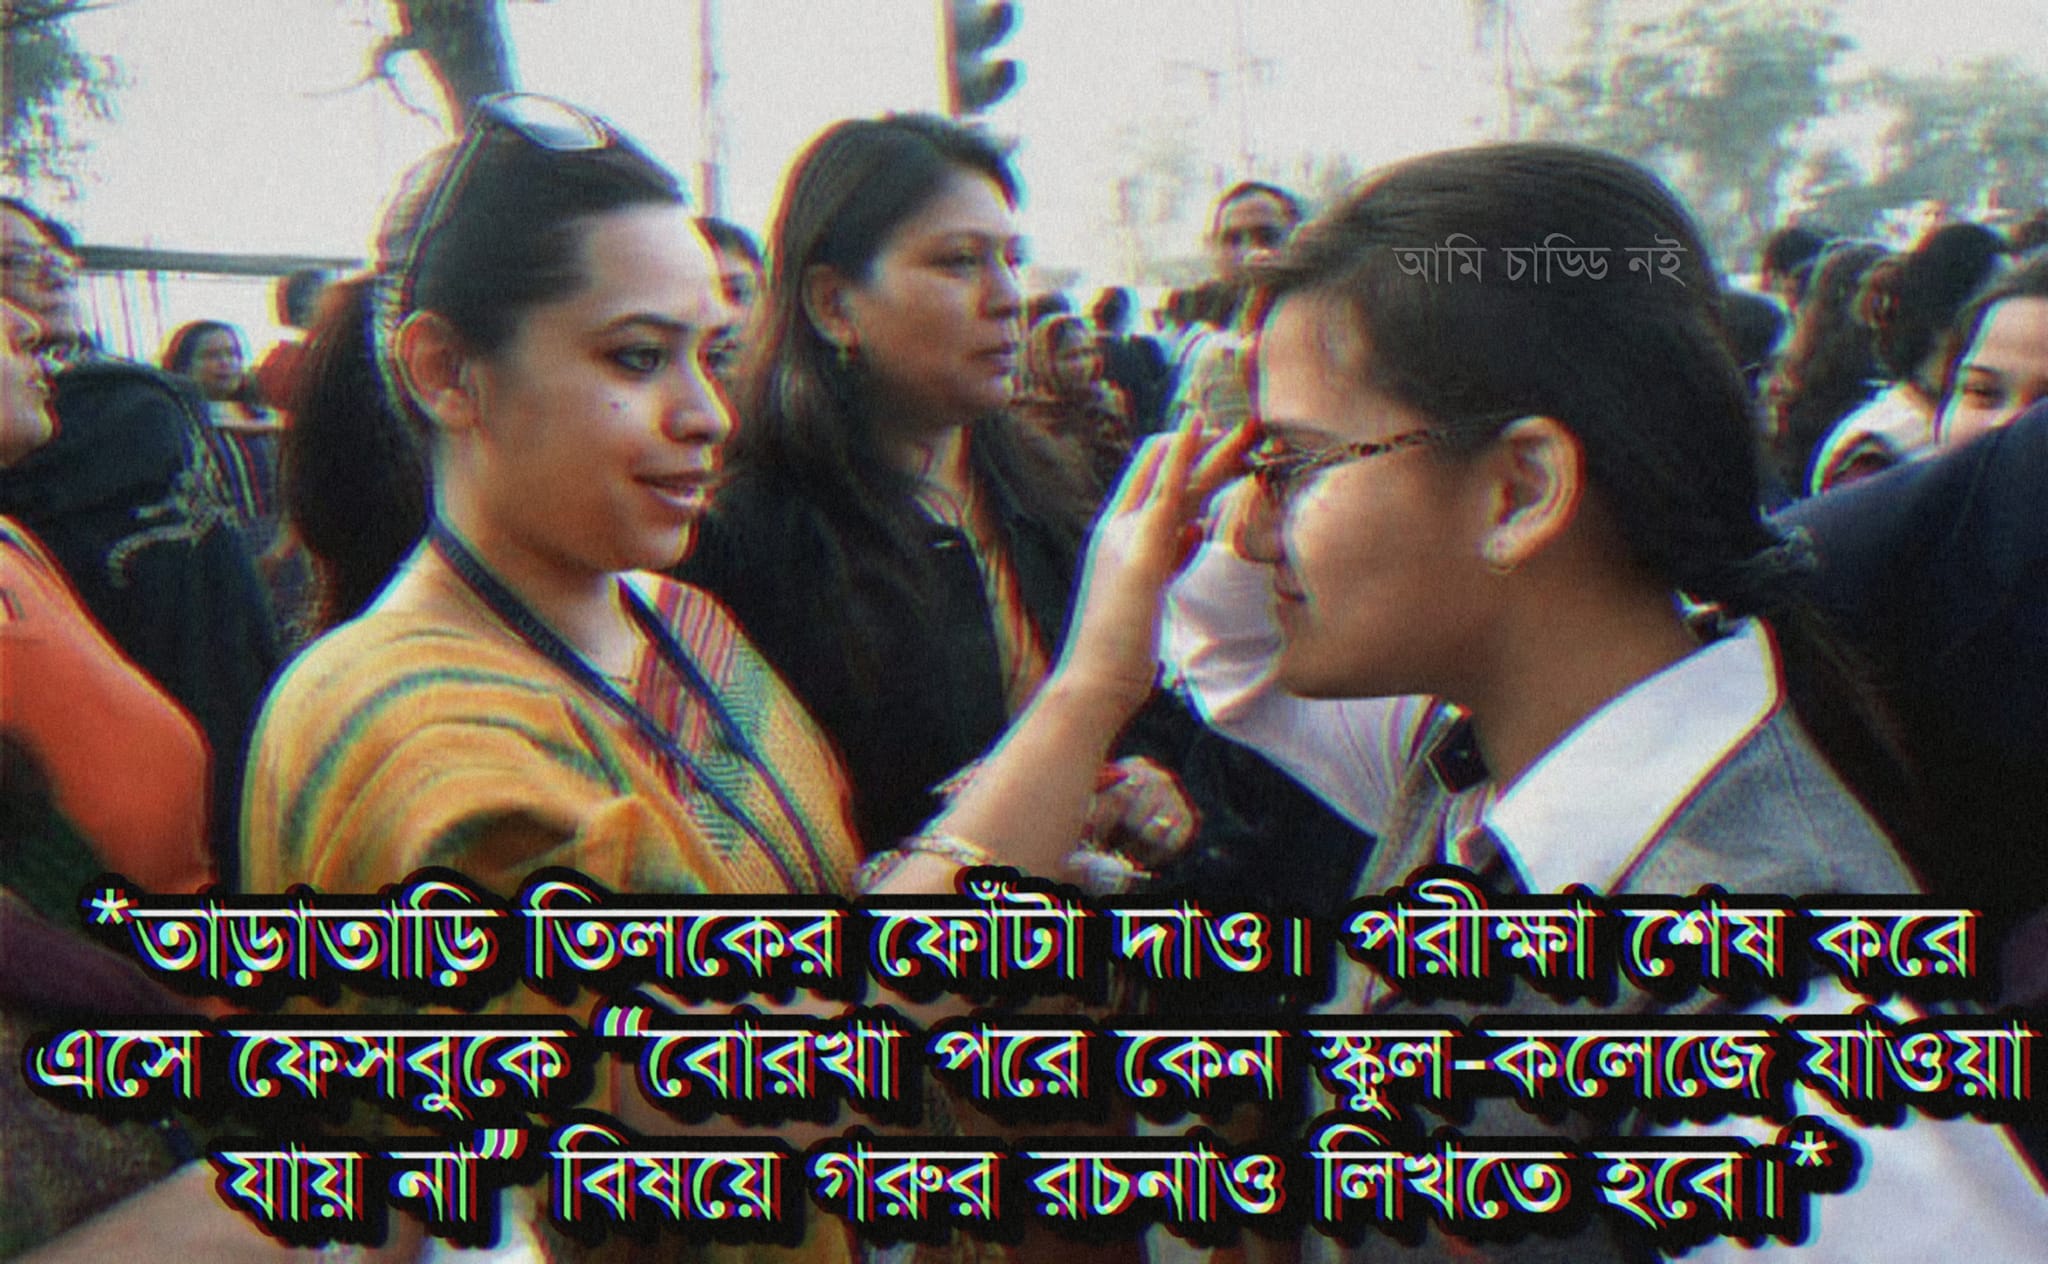 আমি চাড্ডি নই
*তাড়াতাড়ি তিলকের ফোঁটা দাও। পরীক্ষা শেষ করে
এসে ফেসবুকে "বোরখা পরে কেন স্কুল-কলেজে যাওয়া
যায় না" বিষয়ে গরুর রচনাও লিখতে হবে।*